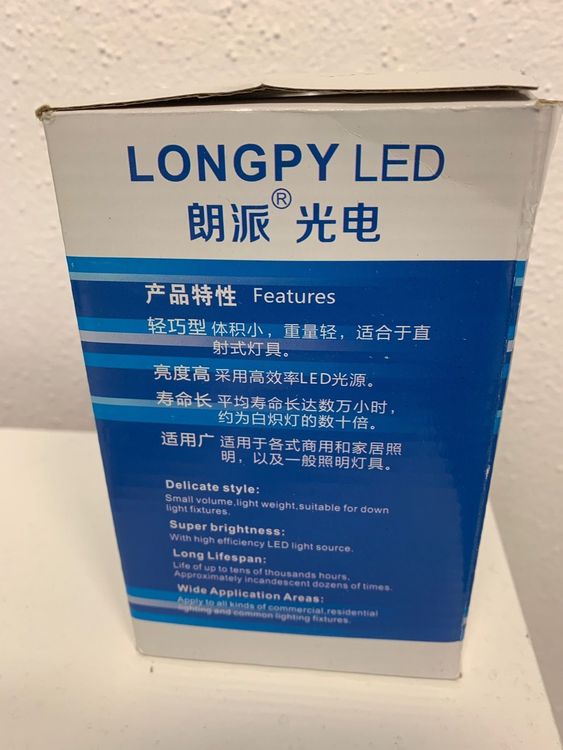 LONGPY LED
朗派® 光电
产品特性 Features
轻巧型 体积小，重量轻，适合于直
射式灯具。
亮度高 采用高效率LED光源。
寿命长 平均寿命长达数万小时，
约为白炽灯的数十倍。
适用广 适用于各式商用和家居照
明，以及一般照明灯具。
Delicate style:
Small volume,light weight,suitable for down
light fixtures.
Super brightness:
With high efficiency LED light source.
Long Lifespan:
Life of up to tens of thousands hours.
Approximately incandescent dozens of times.
Wide Application Areas:
Apply to all kinds of commercial,residential
lighting and common lighting fixtures.